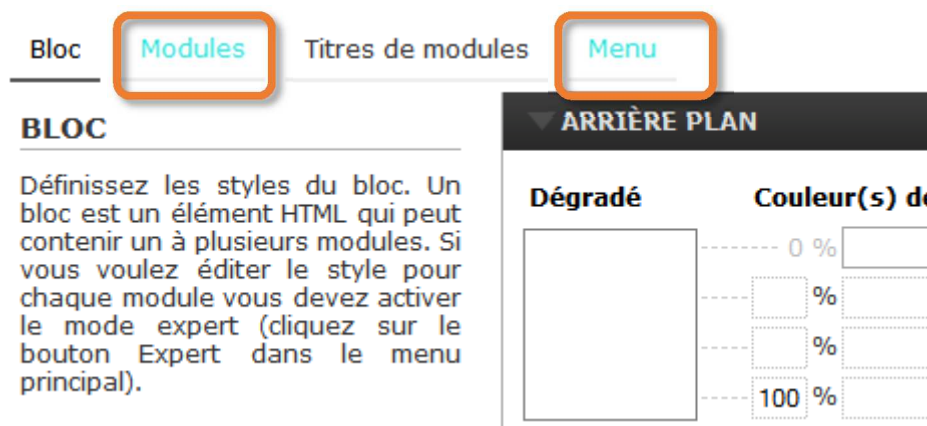 Bloc Modules Titres de modules Menu
BLOC
Définissez les styles du bloc. Un
bloc est un élément HTML qui peut
contenir un à plusieurs modules. Si
vous voulez éditer le style pour
chaque module vous devez activer
le mode expert (cliquez sur le
bouton Expert dans le menu
principal).
ARRIÈRE PLAN
Dégradé Couleur(s) de
0 %
%
%
100 %